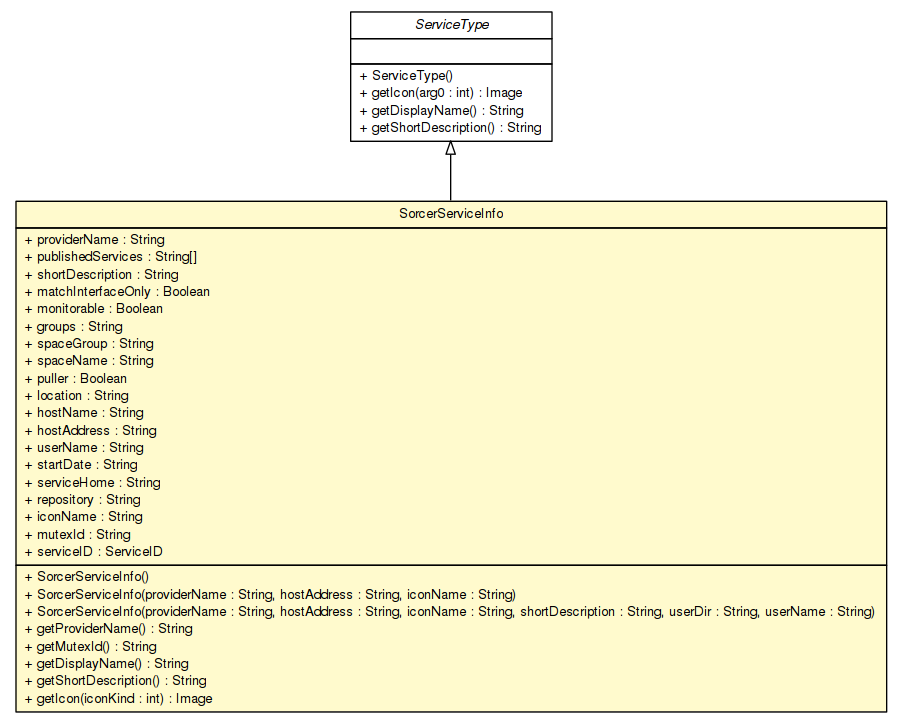 ServiceType
+ ServiceType()
+ getIcon(arg0 : int) : Image
+ getDisplayName() : String
+ getShortDescription() : String
SorcerServiceInfo
+ providerName : String
+ publishedServices : String[]
+ shortDescription : String
+ matchInterfaceOnly : Boolean
+ monitorable : Boolean
+ groups : String
+ spaceGroup : String
+ spaceName : String
+ puller : Boolean
+ location : String
+ hostName : String
+ hostAddress : String
+ userName : String
+ startDate : String
+ serviceHome : String
+ repository : String
+ iconName : String
+ mutexId : String
+ serviceID : ServiceID
+ SorcerServiceInfo()
+ SorcerServiceInfo(providerName : String, hostAddress : String, iconName : String)
+ SorcerServiceInfo(providerName : String, hostAddress : String, iconName : String, shortDescription : String, userDir : String, userName : String)
+ getProviderName() : String
+ getMutexId() : String
+ getDisplayName() : String
+ getShortDescription() : String
+ getIcon(iconKind : int) : Image